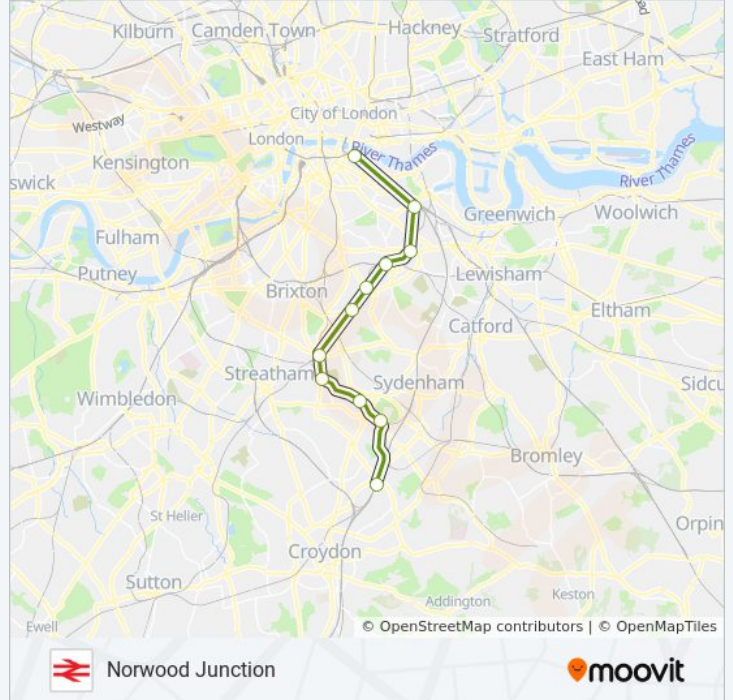 Kilburn
Camden Town
Hackney
Stratford
ad
East Ham
City of London
Westway
London
River Thames
Kensington
River Thames
swick
Greenwich
Woolwich
Fulham
Putney
Lewisham
Brixton
Eltham
Catford
Streatham
Sydenham
Sidcu
Wimbledon
Bromley
St Helier
Orpin
Croydon
Sutton
Keston
Addington
Ewell
© OpenStreetMap contributors | © OpenMapTiles
Norwood Junction
moovit